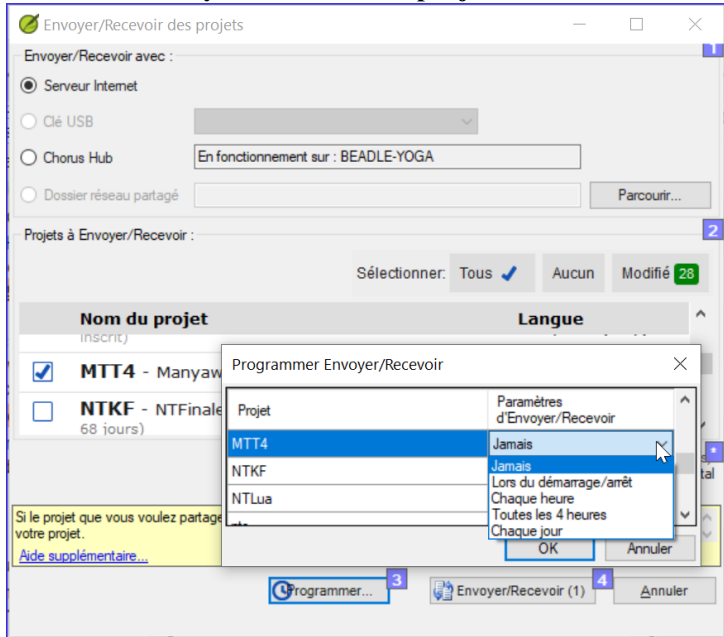 Envoyer/Recevoir des projets
Envoyer/Recevoir avec :
1
Serveur Internet
Clé USB
Chorus Hub
En fonctionnement sur : BEADLE-YOGA
Dossier réseau partagé
Parcourir...
Projets à Envoyer/Recevoir :
2
Sélectionner: Tous Aucun Modifié 28
Nom du projet Langue
inscrit)
MTT4 - Manyaw
NTKF - NTFinale
68 jours)
Programmer Envoyer/Recevoir
Projet
Paramètres
d'Envoyer/Recevoir
MTT4 Jamais
NTKF
NTLua
Jamais
Lors du démarrage/arrêt
Chaque heure
Toutes les 4 heures
Chaque jour
OK Annuler
*
tal
Si le projet que vous voulez partage
votre projet.
Aide supplémentaire...
Programmer... 3 Envoyer/Recevoir (1) 4 Annuler